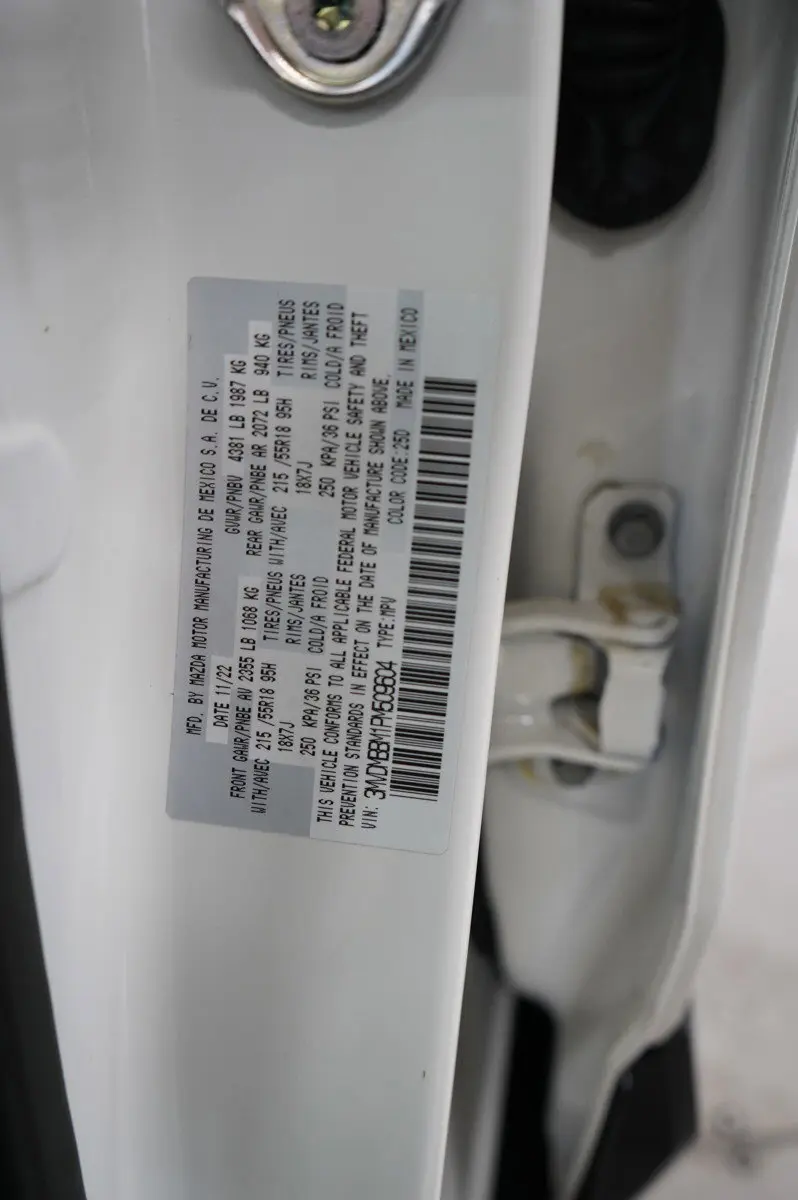 MFD. BY MAZDA MOTOR MANUFACTURING DE MEXICO S.A. DE C.V.
DATE 11/22 GVWR/PNBV 4381 LB 1987 KG
FRONT GAWR/PNBE AV 2355 LB 1068 KG REAR GAWR/PNBE AR 2072 LB 940 KG
WITH/AVEC 215 /55R18 95H TIRES/PNEUS WITH/AVEC 215 /55R18 95H TIRES/PNEUS
18X7J RIMS/JANTES 18X7J RIMS/JANTES
250 KPA/36 PSI COLD/A FROID 250 KPA/36 PSI COLD/A FROID
THIS VEHICLE CONFORMS TO ALL APPLICABLE FEDERAL MOTOR VEHICLE SAFETY AND THEFT
PREVENTION STANDARDS IN EFFECT ON THE DATE OF MANUFACTURE SHOWN ABOVE.
VIN: 3MVDMBBM1PM509604 TYPE:MPV COLOR CODE:25D MADE IN MEXICO